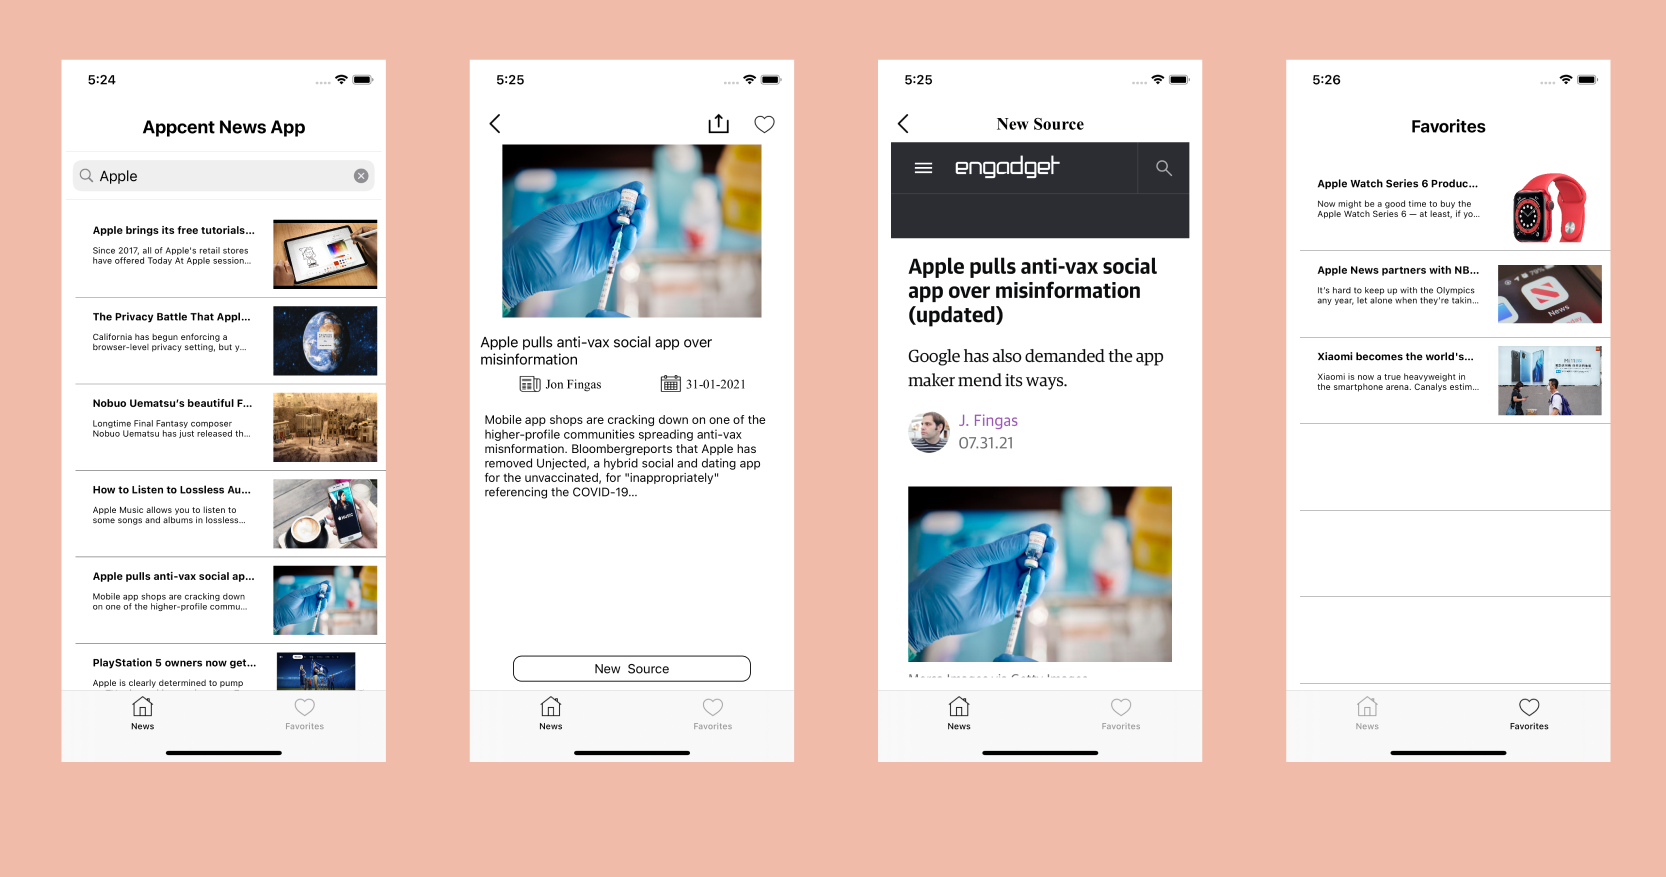 5:24
Appcent News App
Apple
Apple brings its free tutorials...
Since 2017, all of Apple's retail stores
have offered Today At Apple session...
The Privacy Battle That Appl...
California has begun enforcing a
browser-level privacy setting, but y...
Nobuo Uematsu's beautiful F...
Longtime Final Fantasy composer
Nobuo Uematsu has just released th...
How to Listen to Lossless Au...
Apple Music allows you to listen to
some songs and albums in lossless...
Apple pulls anti-vax social ap...
Mobile app shops are cracking down
on one of the higher-profile commu...
PlayStation 5 owners now get...
Apple is clearly determined to pump
News
Favorites
5:25
Apple pulls anti-vax social app over
misinformation
Jon Fingas
31-01-2021
Mobile app shops are cracking down on one of the
higher-profile communities spreading anti-vax
misnformation. Bloombergreports that Apple has
removed Unjected, a hybrid social and dating app
for the unvaccinated, for "inappropriately"
referencing the COVID-19...
New Source
News
Favorites
5:25
New Source
engadget
Apple pulls anti-vax social
app over misinformation
(updated)
Google has also demanded the app
maker mend its ways.
J. Fingas
07.31.21
News
Favorites
5:26
Favorites
Apple Watch Series 6 Produc...
Now might be a good time to buy the
Apple Watch Series 6 — at least, if yo...
Apple News partners with NB...
It's hard to keep up with the Olympics
any year, let alone when they're takin...
News
Xiaomi becomes the world's...
Xiaomi is now a true heavyweight in
the smartphone arena. Canalys estim...
News
Favorites